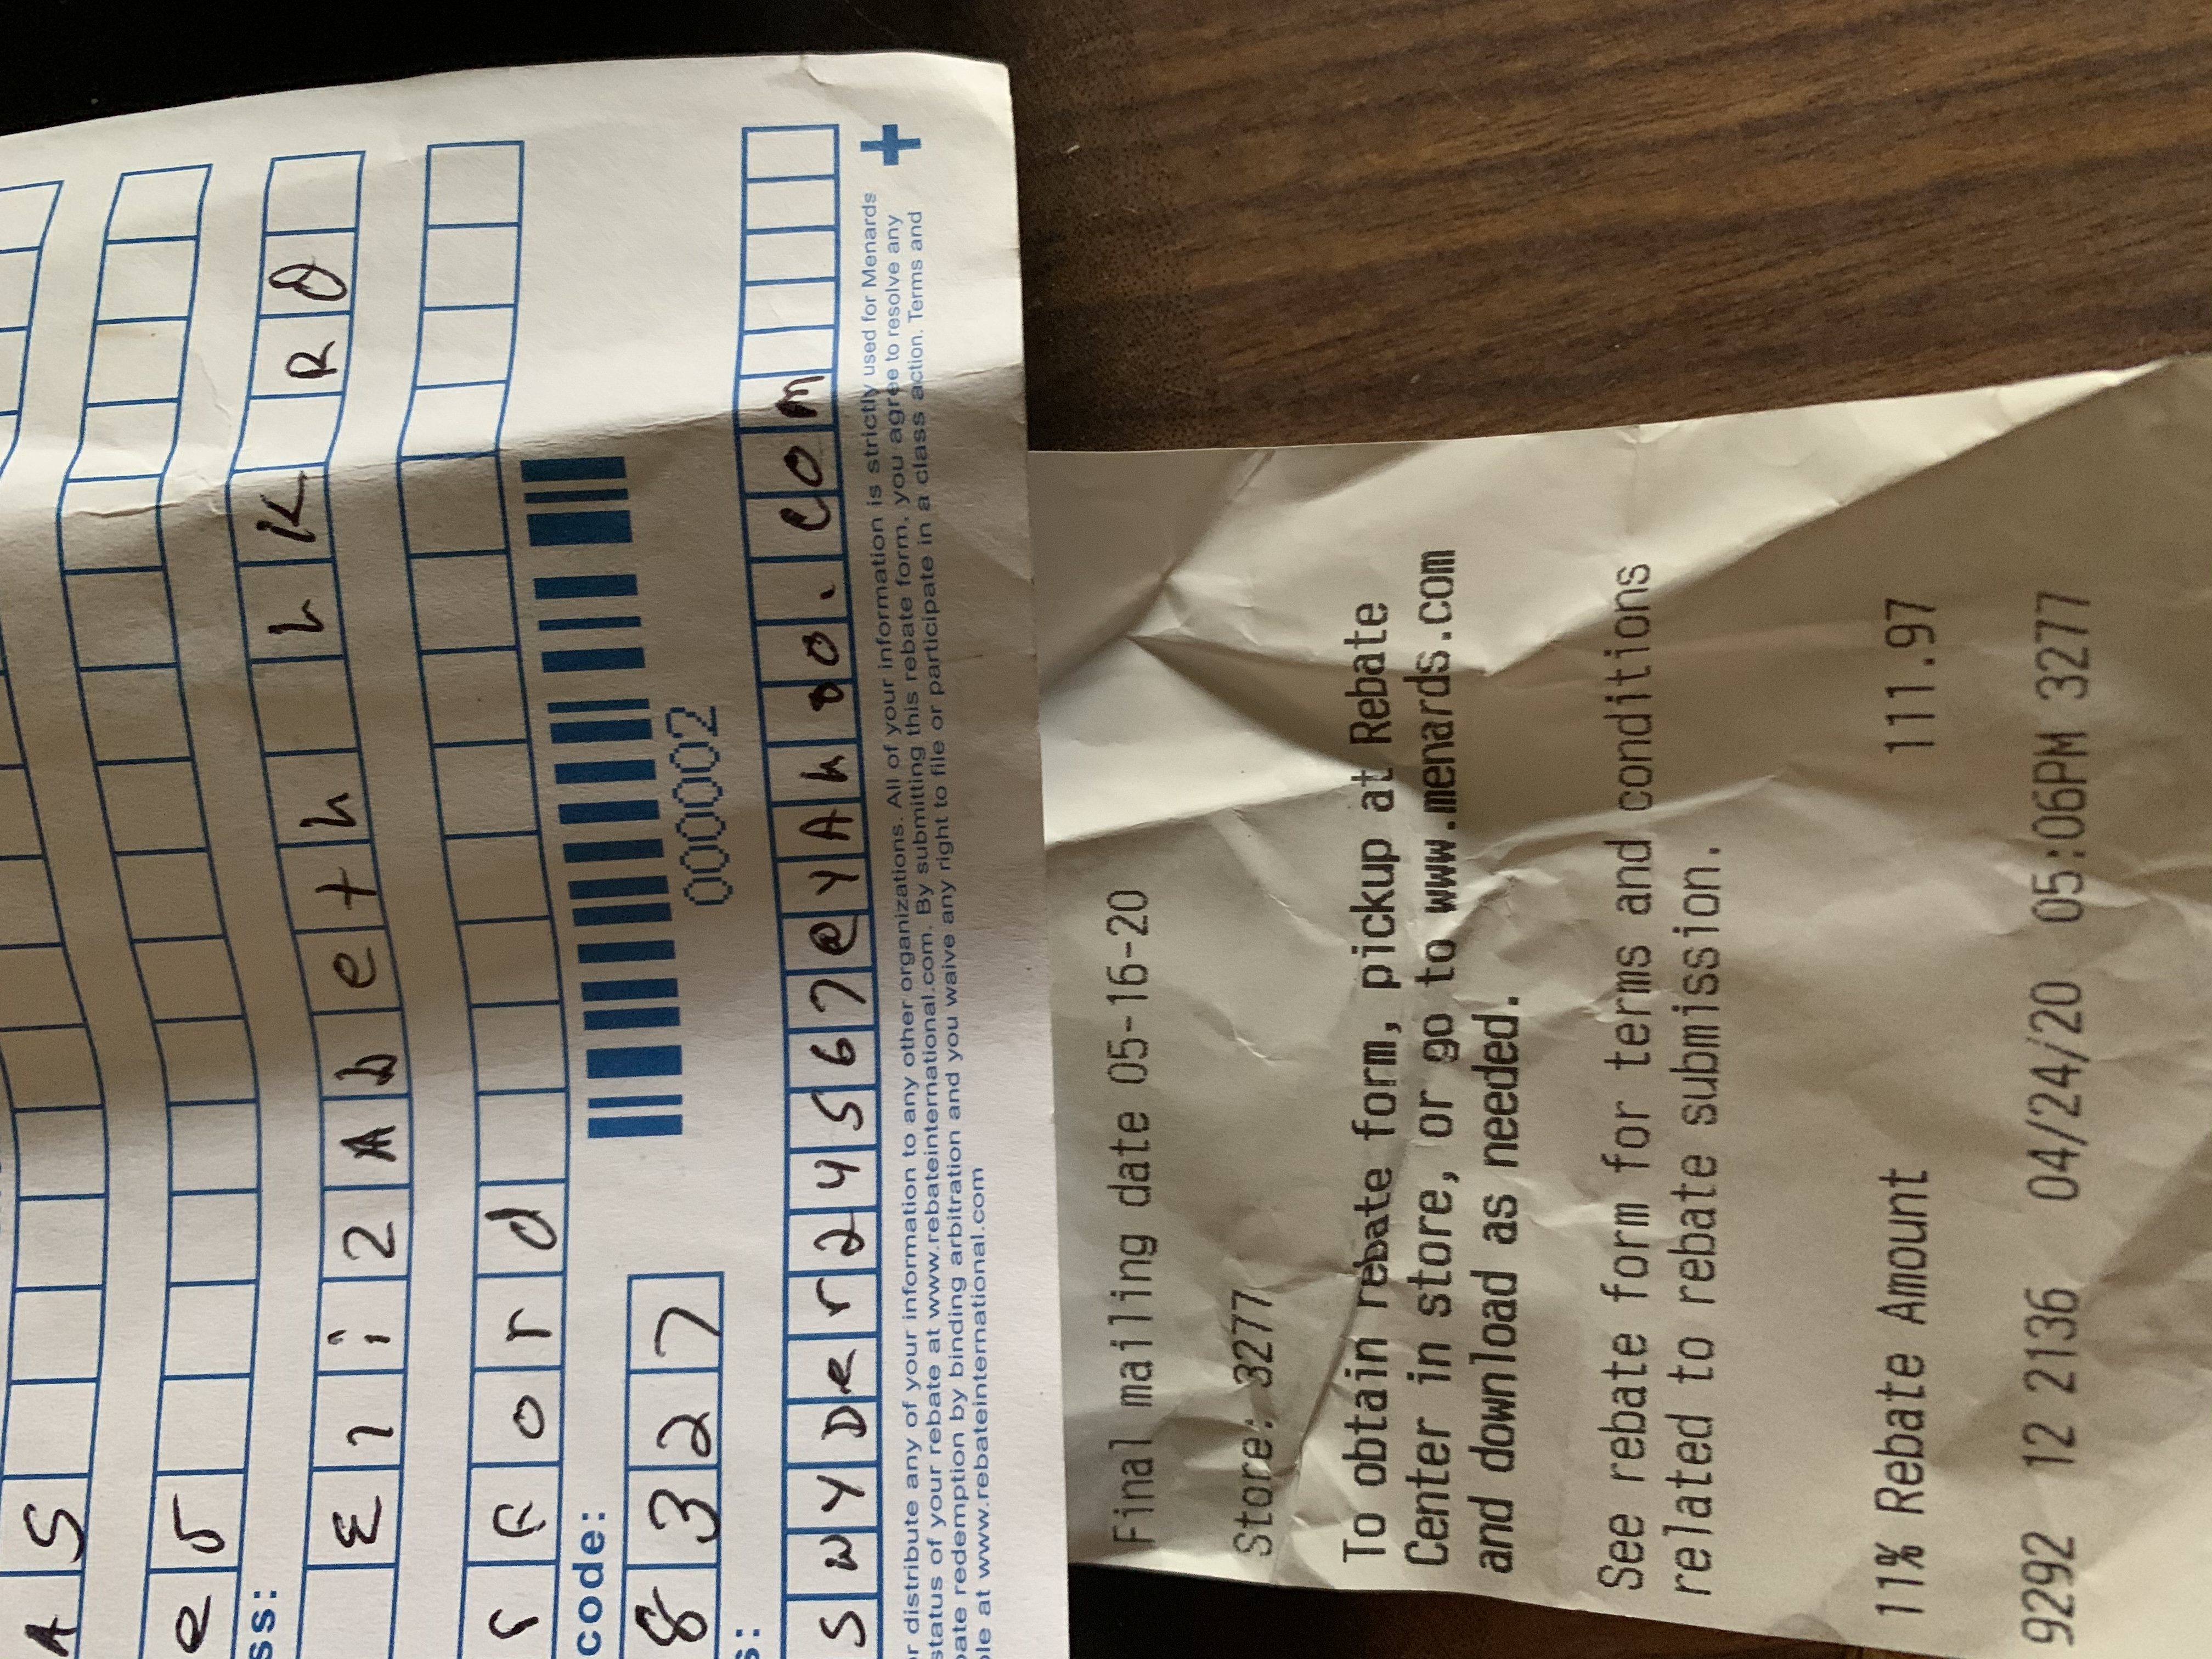 A S
e r
ss:
E l i z A b e t h   L K   R D
r o r d
code:
8 3 2 7
0000002
s:
S w y D e r 2 4 5 6 7 @ y A h o o . c o m
or distribute any of your information to any other organizations. All of your information is strictly used for Menards
status of your rebate at www.rebateinternational.com. By submitting this rebate form, you agree to resolve any
bate redemption by binding arbitration and you waive any right to file or participate in a class action. Terms and
ble at www.rebateinternational.com
Final mailing date 05-16-20
Store: 3277
To obtain rebate form, pickup at Rebate
Center in store, or go to www.menards.com
and download as needed.
See rebate form for terms and conditions
related to rebate submission.
11% Rebate Amount 111.97
9292 12 2136 04/24/20 05:06PM 3277